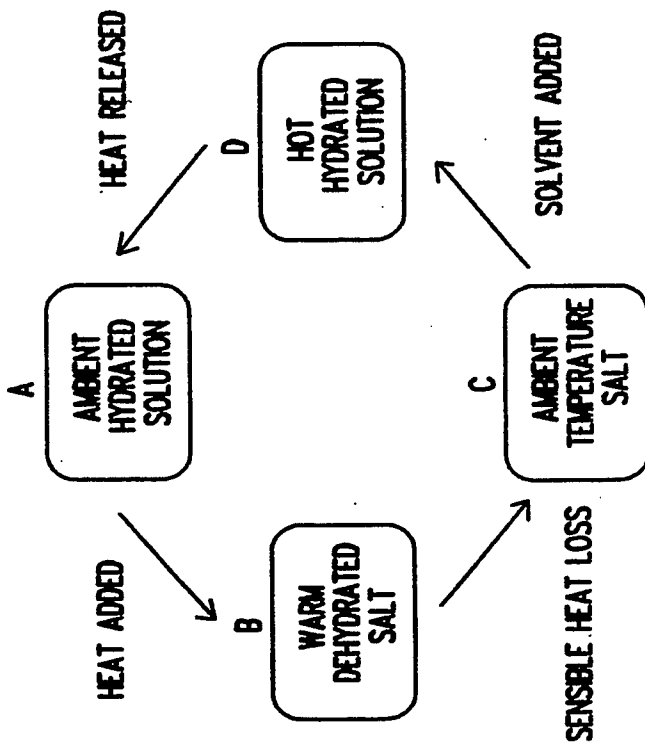 A
AMBIENT
HYDRATED
SOLUTION
HEAT ADDED
HEAT RELEASED
B
WARM
DEHYDRATED
SALT
D
HOT
HYDRATED
SOLUTION
C
AMBIENT
TEMPERATURE
SALT
SENSIBLE HEAT LOSS
SOLVENT ADDED